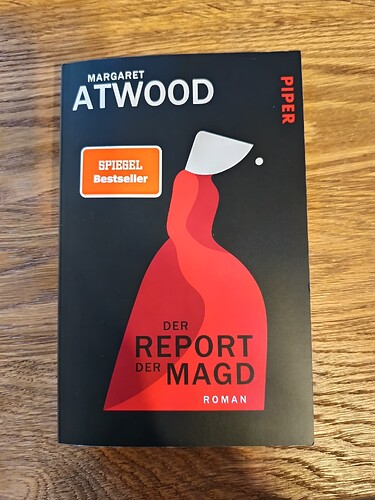 MARGARET
ATWOOD
PIPER
SPIEGEL
Bestseller
DER
REPORT
DER MAGD
ROMAN